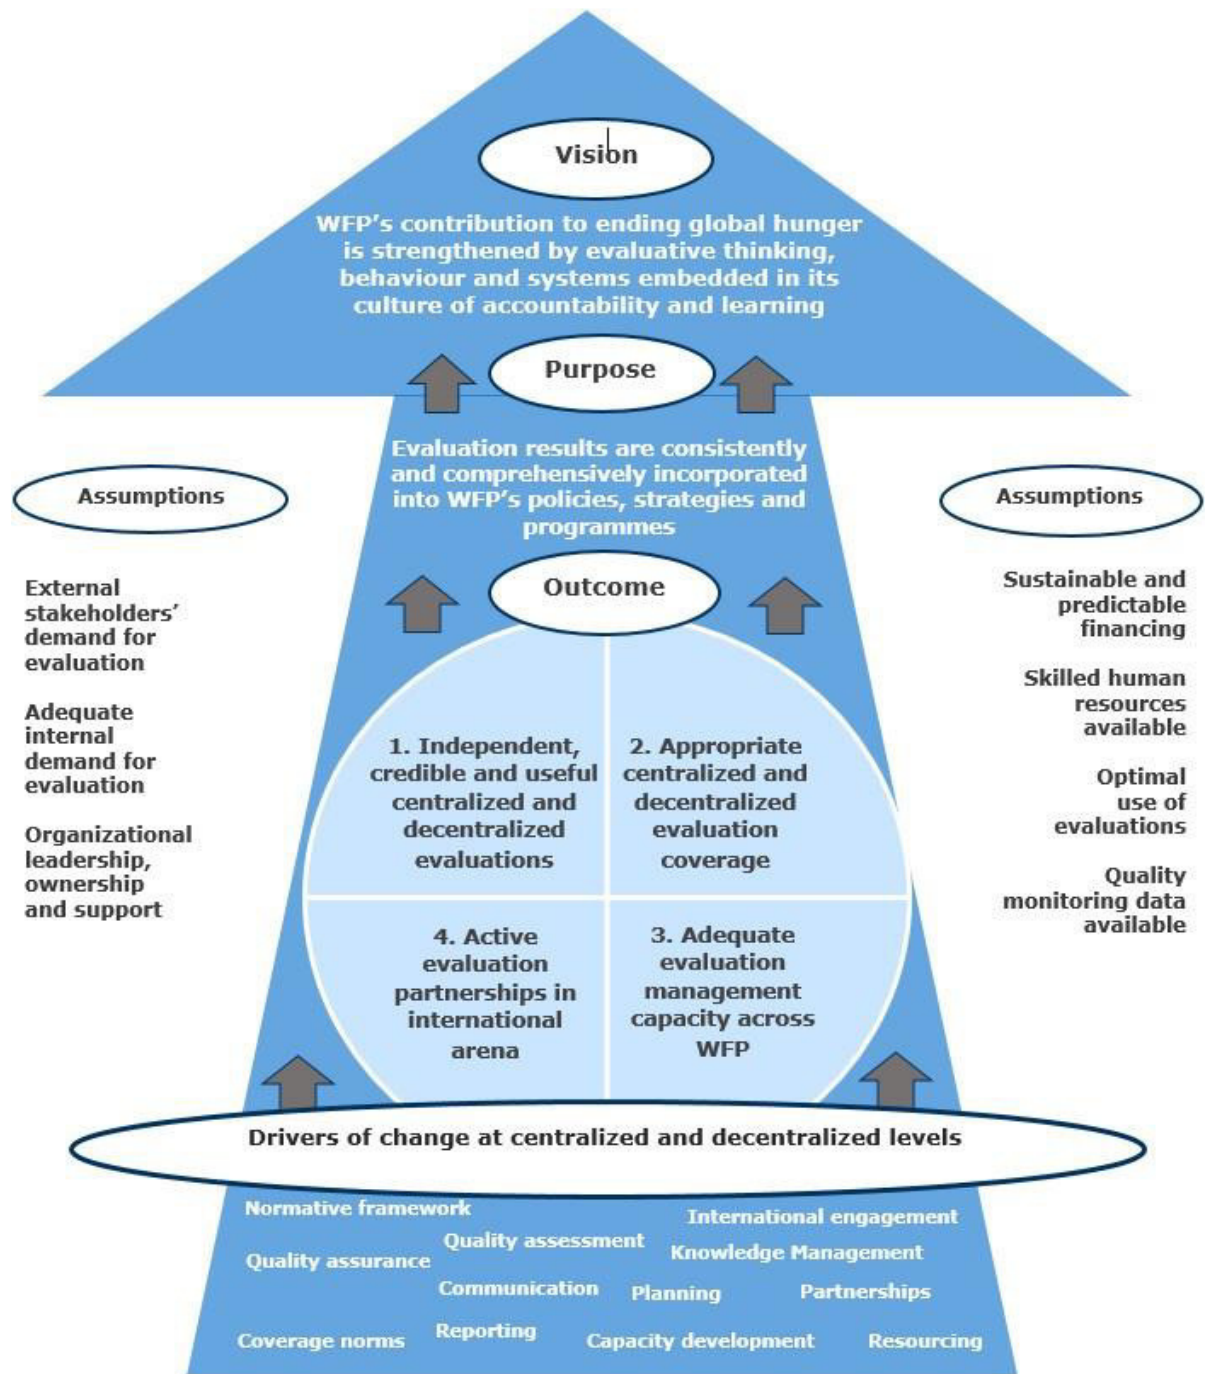 Vision
WFP’s contribution to ending global hunger
is strengthened by evaluative thinking,
behaviour and systems embedded in its
culture of accountability and learning
Purpose
Evaluation results are consistently
and comprehensively incorporated
into WFP’s policies, strategies and
programmes
Assumptions
External
stakeholders’
demand for
evaluation
Adequate
internal
demand for
evaluation
Organizational
leadership,
ownership
and support
Assumptions
Sustainable and
predictable
financing
Skilled human
resources
available
Optimal
use of
evaluations
Quality
monitoring data
available
Outcome
1. Independent,
credible and useful
centralized and
decentralized
evaluations
2. Appropriate
centralized and
decentralized
evaluation
coverage
4. Active
evaluation
partnerships in
international
arena
3. Adequate
evaluation
management
capacity across
WFP
Drivers of change at centralized and decentralized levels
Normative framework
International engagement
Quality assessment
Knowledge Management
Quality assurance
Communication
Planning
Partnerships
Coverage norms
Reporting
Capacity development
Resourcing